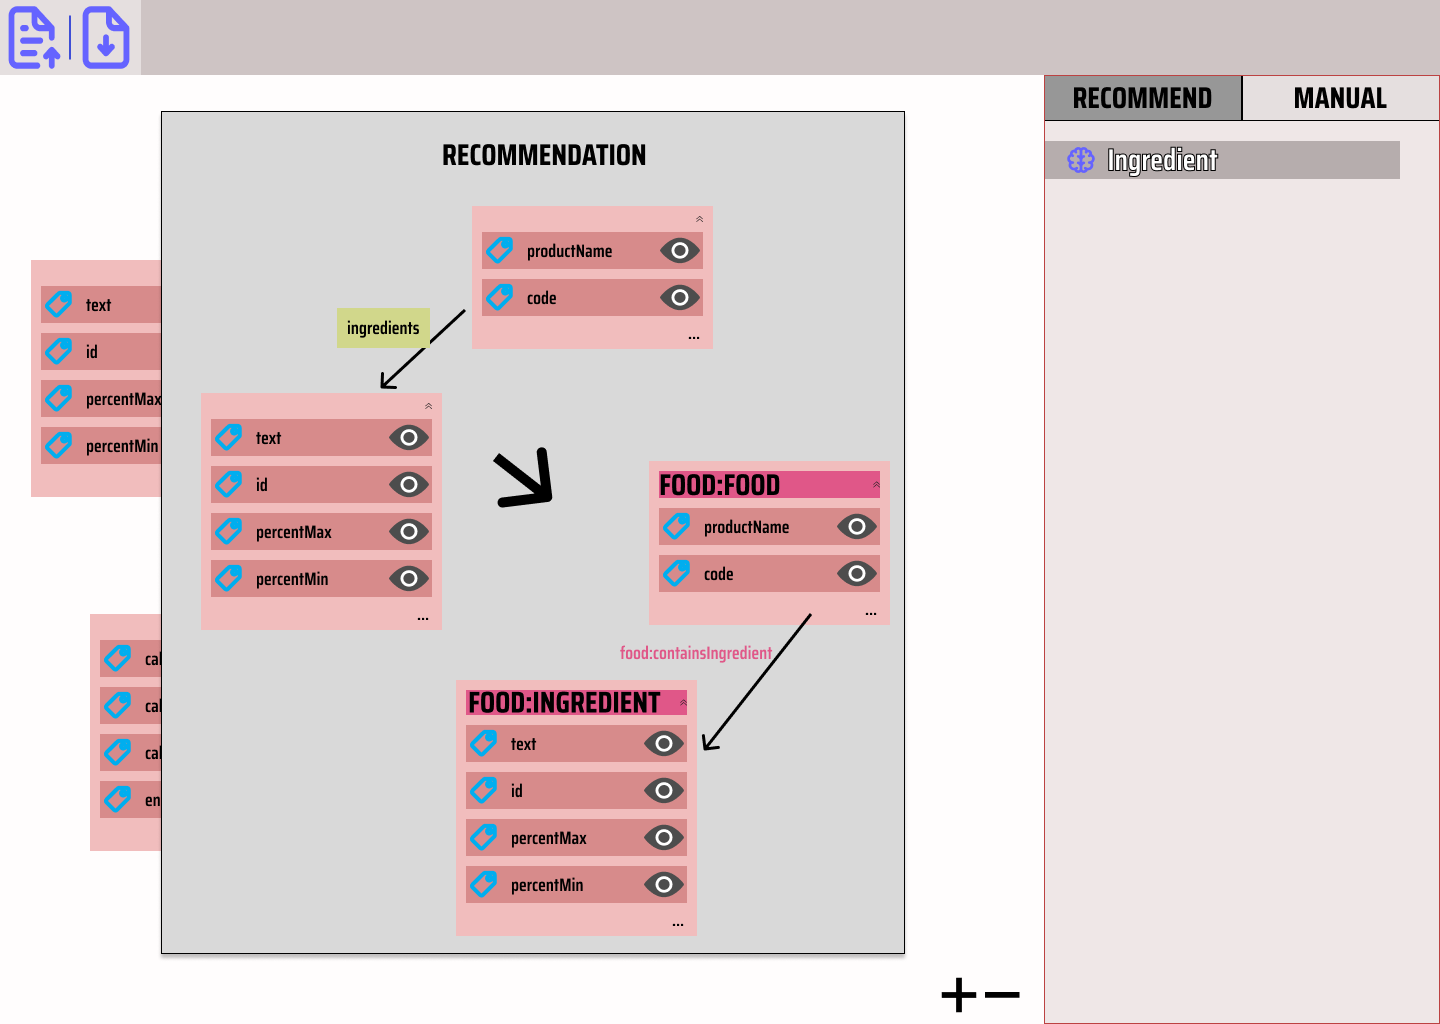 RECOMMEND
MANUAL
Ingredient
RECOMMENDATION
productName
code
...
ingredients
text
id
percentMax
percentMin
text
id
percentMax
percentMin
...
FOOD:FOOD
productName
code
...
food:containsIngredient
cal
cal
cal
en
FOOD:INGREDIENT
text
id
percentMax
percentMin
...